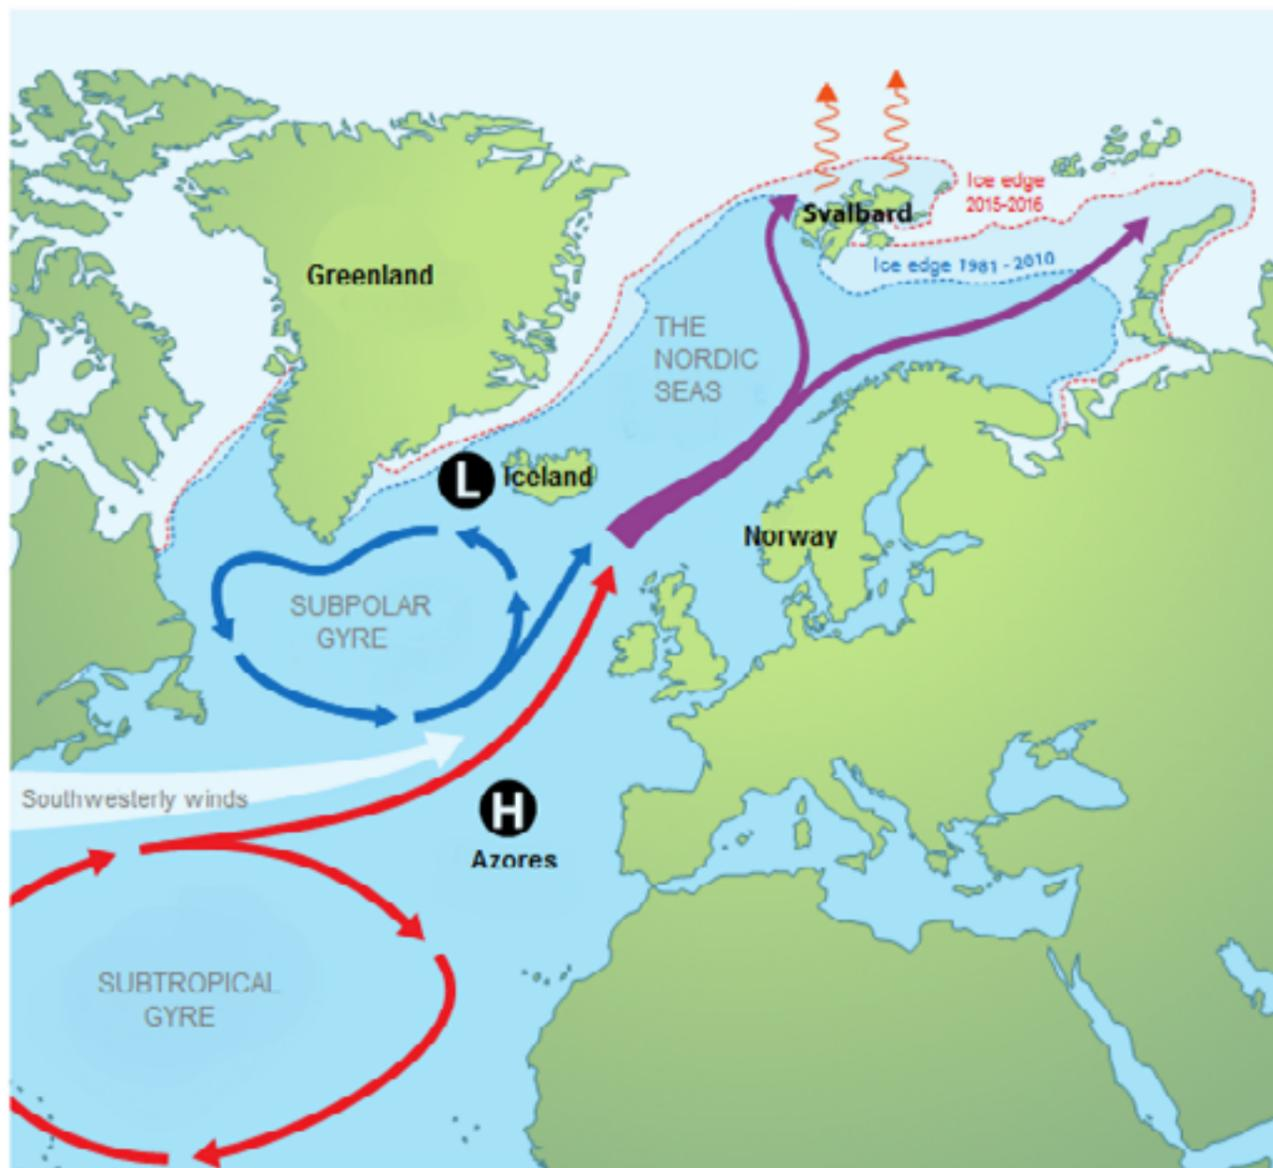 Greenland
Svalbard
Ice edge
2015-2016
Ice edge 1981 - 2010
THE
NORDIC
SEAS
L
Iceland
Norway
SUBPOLAR
GYRE
Southwesterly winds
H
Azores
SUBTROPICAL
GYRE